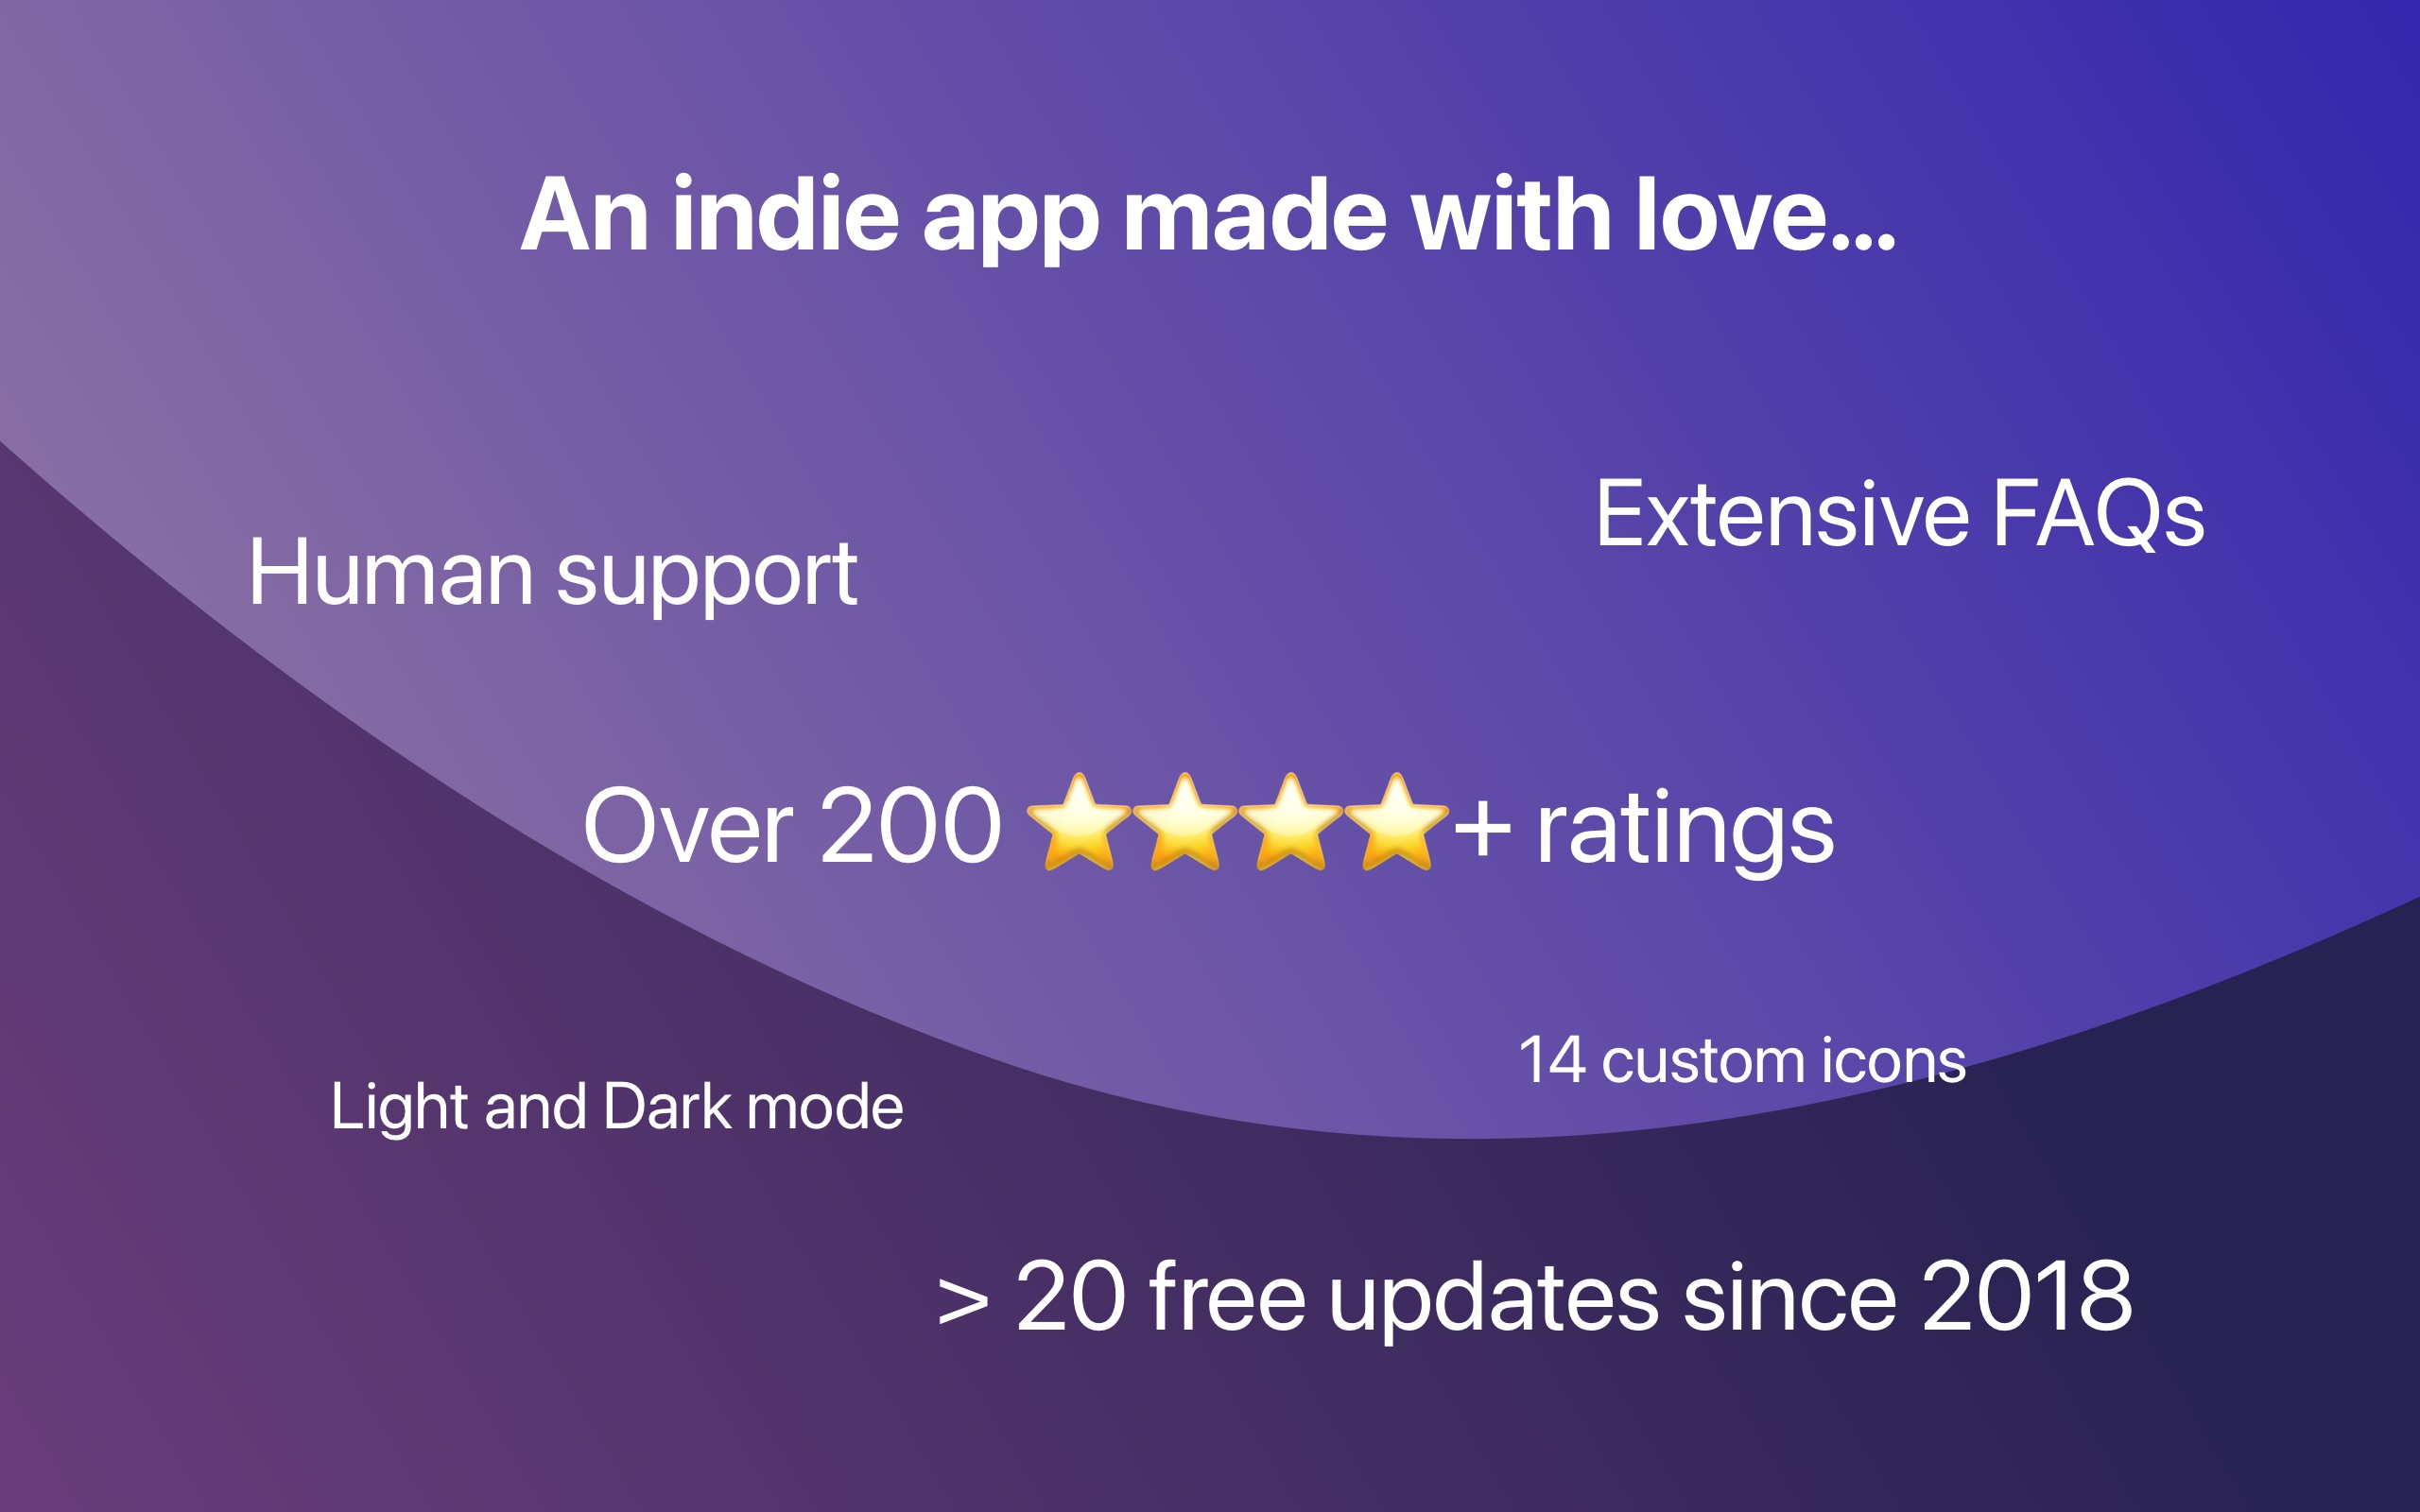 An indie app made with love...
Extensive FAQs
Human support
Over 200 ⭐⭐⭐⭐+ ratings
14 custom icons
Light and Dark mode
> 20 free updates since 2018